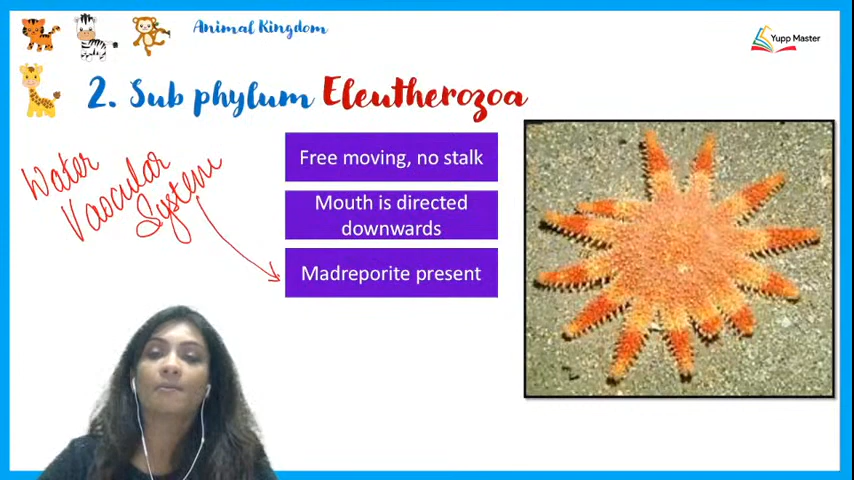 Animal Kingdom
Yupp Master
2. Sub phylum Eleutherozoa
Water
Vascular
System
Free moving, no stalk
Mouth is directed
downwards
Madreporite present